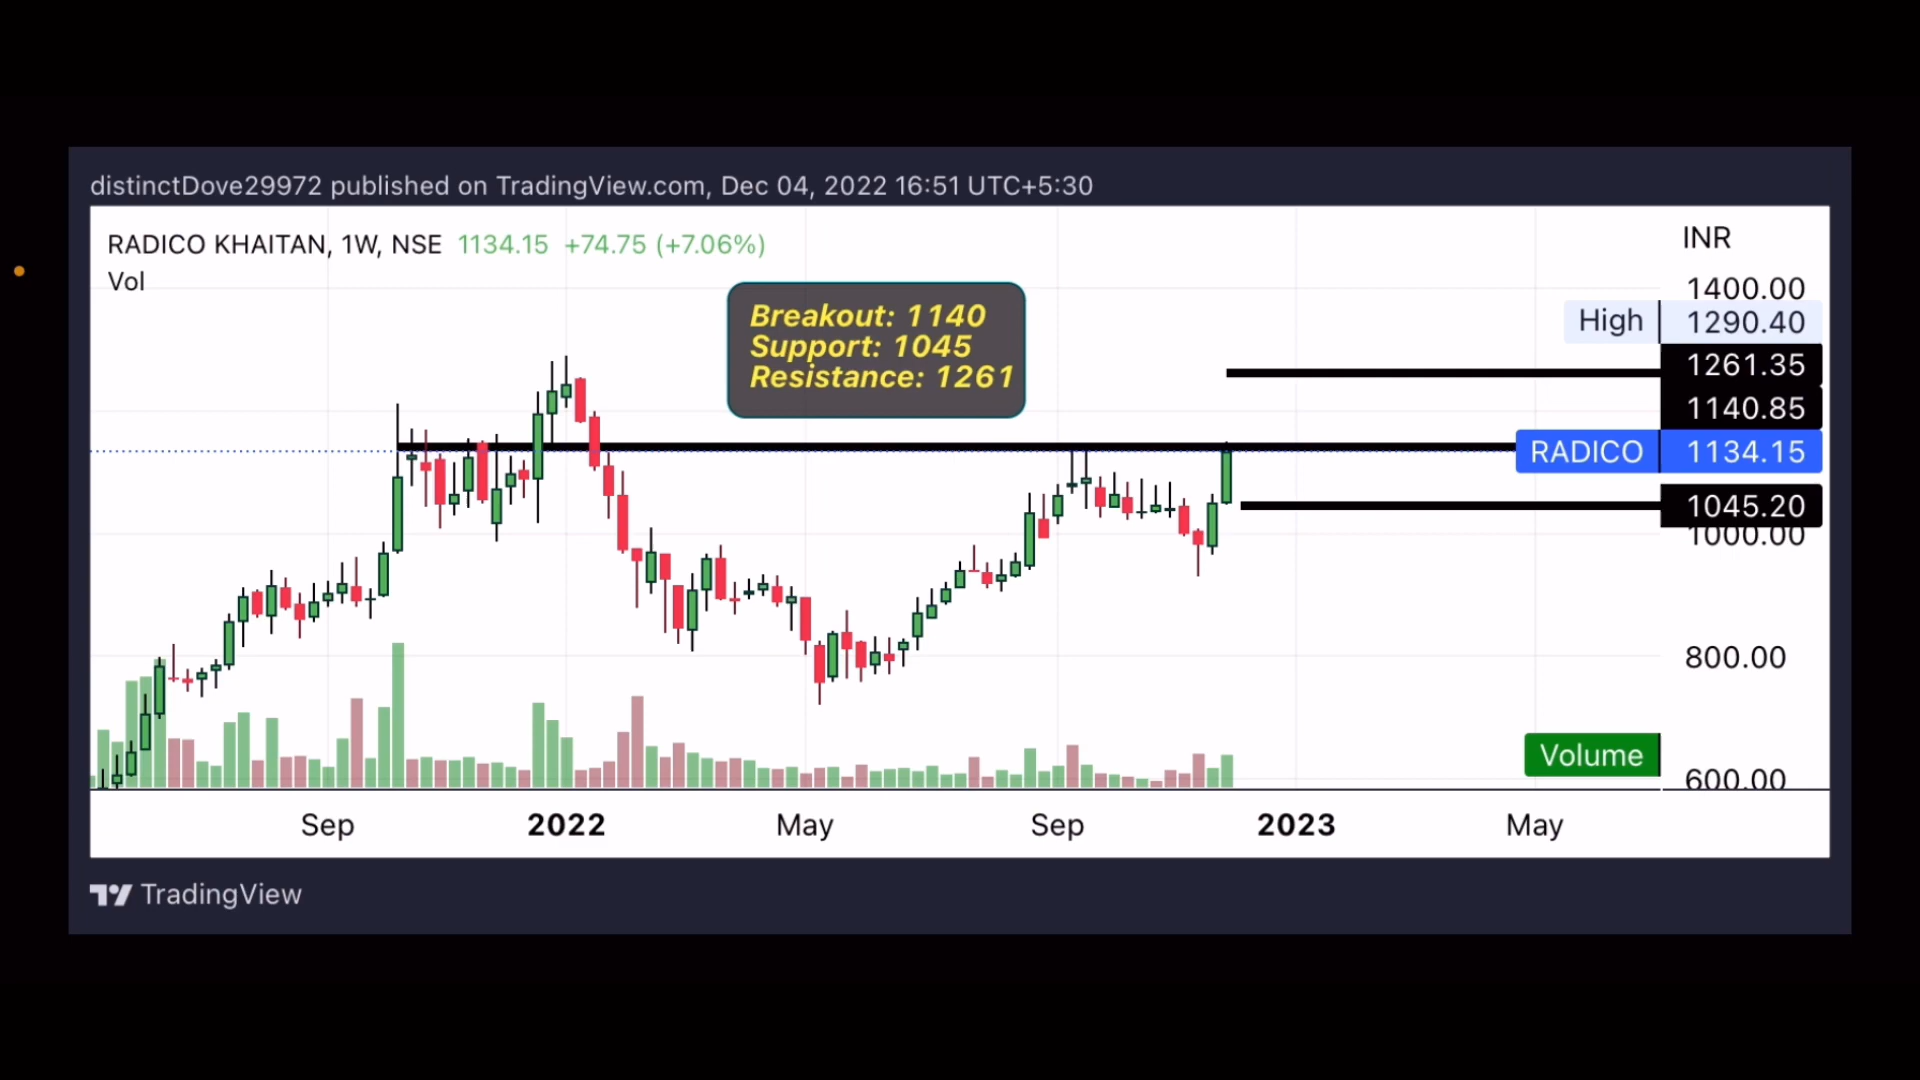 distinctDove29972 published on TradingView.com, Dec 04, 2022 16:51 UTC+5:30
RADICO KHAITAN, 1W, NSE 1134.15 +74.75 (+7.06%)
Vol
INR
Breakout: 1140
Support: 1045
Resistance: 1261
1400.00
High 1290.40
1261.35
1140.85
RADICO 1134.15
1045.20
1000.00
800.00
Volume
600.00
Sep 2022 May Sep 2023 May
TradingView